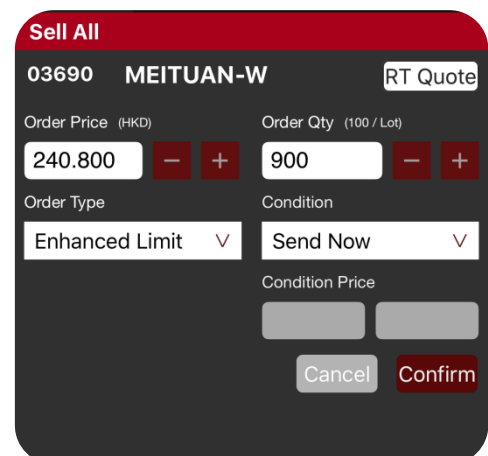 Sell All
03690 MEITUAN-W RT Quote
Order Price (HKD) Order Qty (100 / Lot)
240.800 − + 900 − +
Order Type Condition
Enhanced Limit V Send Now V
Condition Price
Cancel Confirm